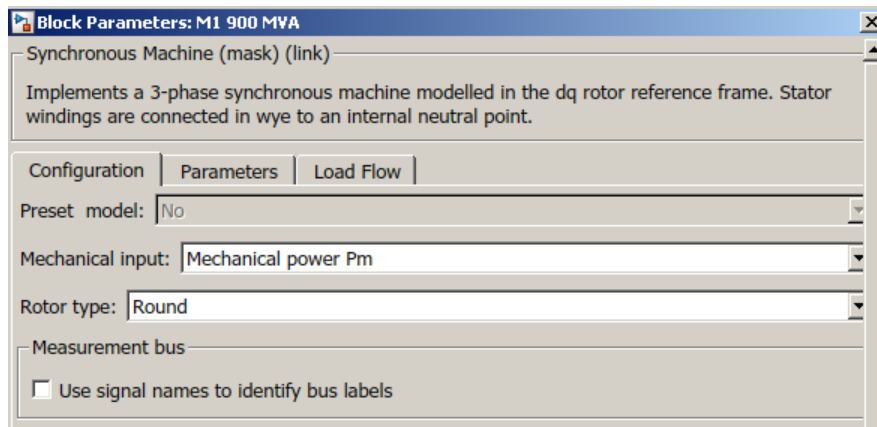 Block Parameters: M1 900 MVA
Synchronous Machine (mask) (link)
Implements a 3-phase synchronous machine modelled in the dq rotor reference frame. Stator
windings are connected in wye to an internal neutral point.
Configuration Parameters Load Flow
Preset model: No
Mechanical input: Mechanical power Pm
Rotor type: Round
Measurement bus
Use signal names to identify bus labels